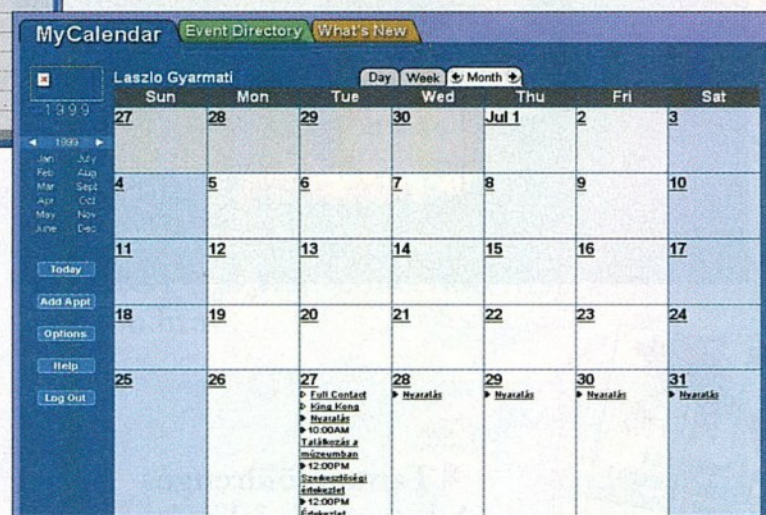 MyCalendar Event Directory What's New
Laszlo Gyarmati Day Week Month
1999
1999
Jan July
Feb Aug
Mar Sept
Apr Oct
May Nov
June Dec
Today
Add Appt
Options
Help
Log Out
Sun Mon Tue Wed Thu Fri Sat
27 28 29 30 Jul 1 2 3
4 5 6 7 8 9 10
11 12 13 14 15 16 17
18 19 20 21 22 23 24
25 26 27 28 29 30 31
Full Contact Nyaralás Nyaralás Nyaralás Nyaralás
King Kong
Nyaralás
10:00AM
Találkozás a
múzeumban
12:00PM
Szerkesztőségi
értekezlet
12:00PM
Értekezlet